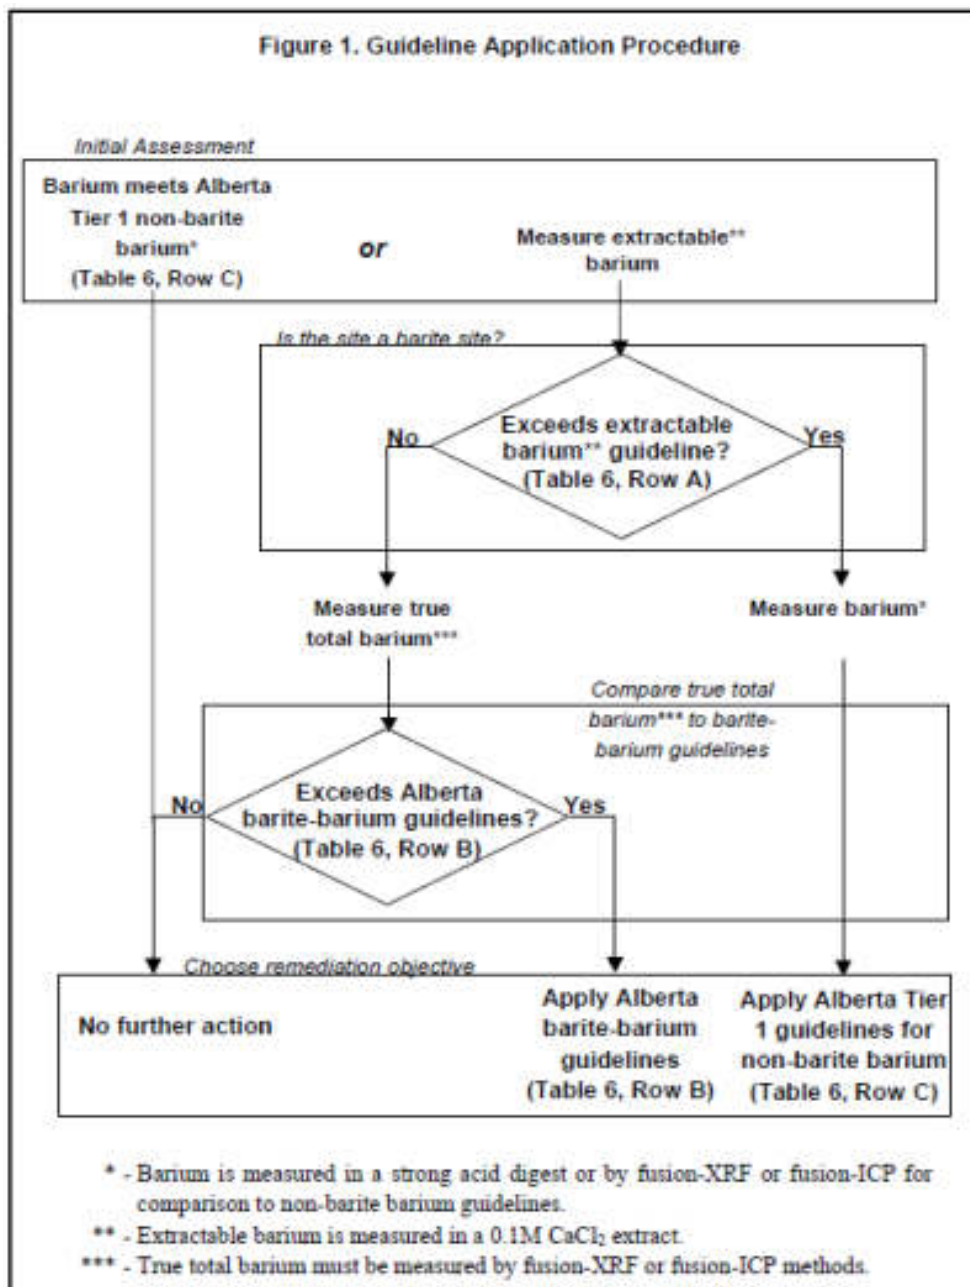 Figure 1. Guideline Application Procedure
Initial Assessment
Barium meets Alberta
Tier 1 non-barite
barium*
(Table 6, Row C)
or
Measure extractable**
barium
Is the site a barite site?
Exceeds extractable
barium** guideline?
(Table 6, Row A)
No
Yes
Measure true
total barium***
Measure barium*
Compare true total
barium*** to barite-
barium guidelines
Exceeds Alberta
barite-barium guidelines?
(Table 6, Row B)
No
Yes
Choose remediation objective
No further action
Apply Alberta
barite-barium
guidelines
(Table 6, Row B)
Apply Alberta Tier
1 guidelines for
non-barite barium
(Table 6, Row C)
* - Barium is measured in a strong acid digest or by fusion-XRF or fusion-ICP for
comparison to non-barite barium guidelines.
** - Extractable barium is measured in a 0.1M CaCl₂ extract.
*** - True total barium must be measured by fusion-XRF or fusion-ICP methods.